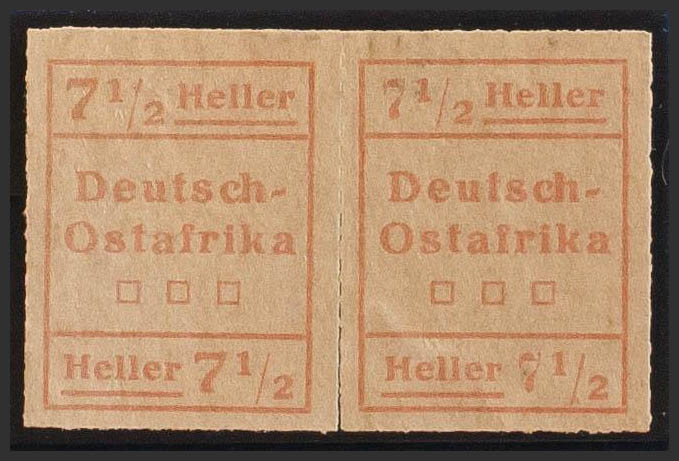 7 1/2 Heller
Deutsch-
Ostafrika
Heller 7 1/2
7 1/2 Heller
Deutsch-
Ostafrika
Heller 7 1/2